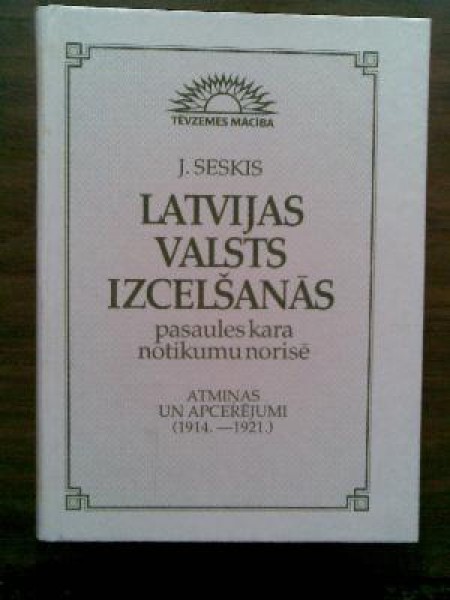 TĒVZEMES MĀCĪBA
J. SESKIS
LATVIJAS
VALSTS
IZCELŠANĀS
pasaules kara
notikumu norisē
ATMIŅAS
UN APCERĒJUMI
(1914. —1921.)